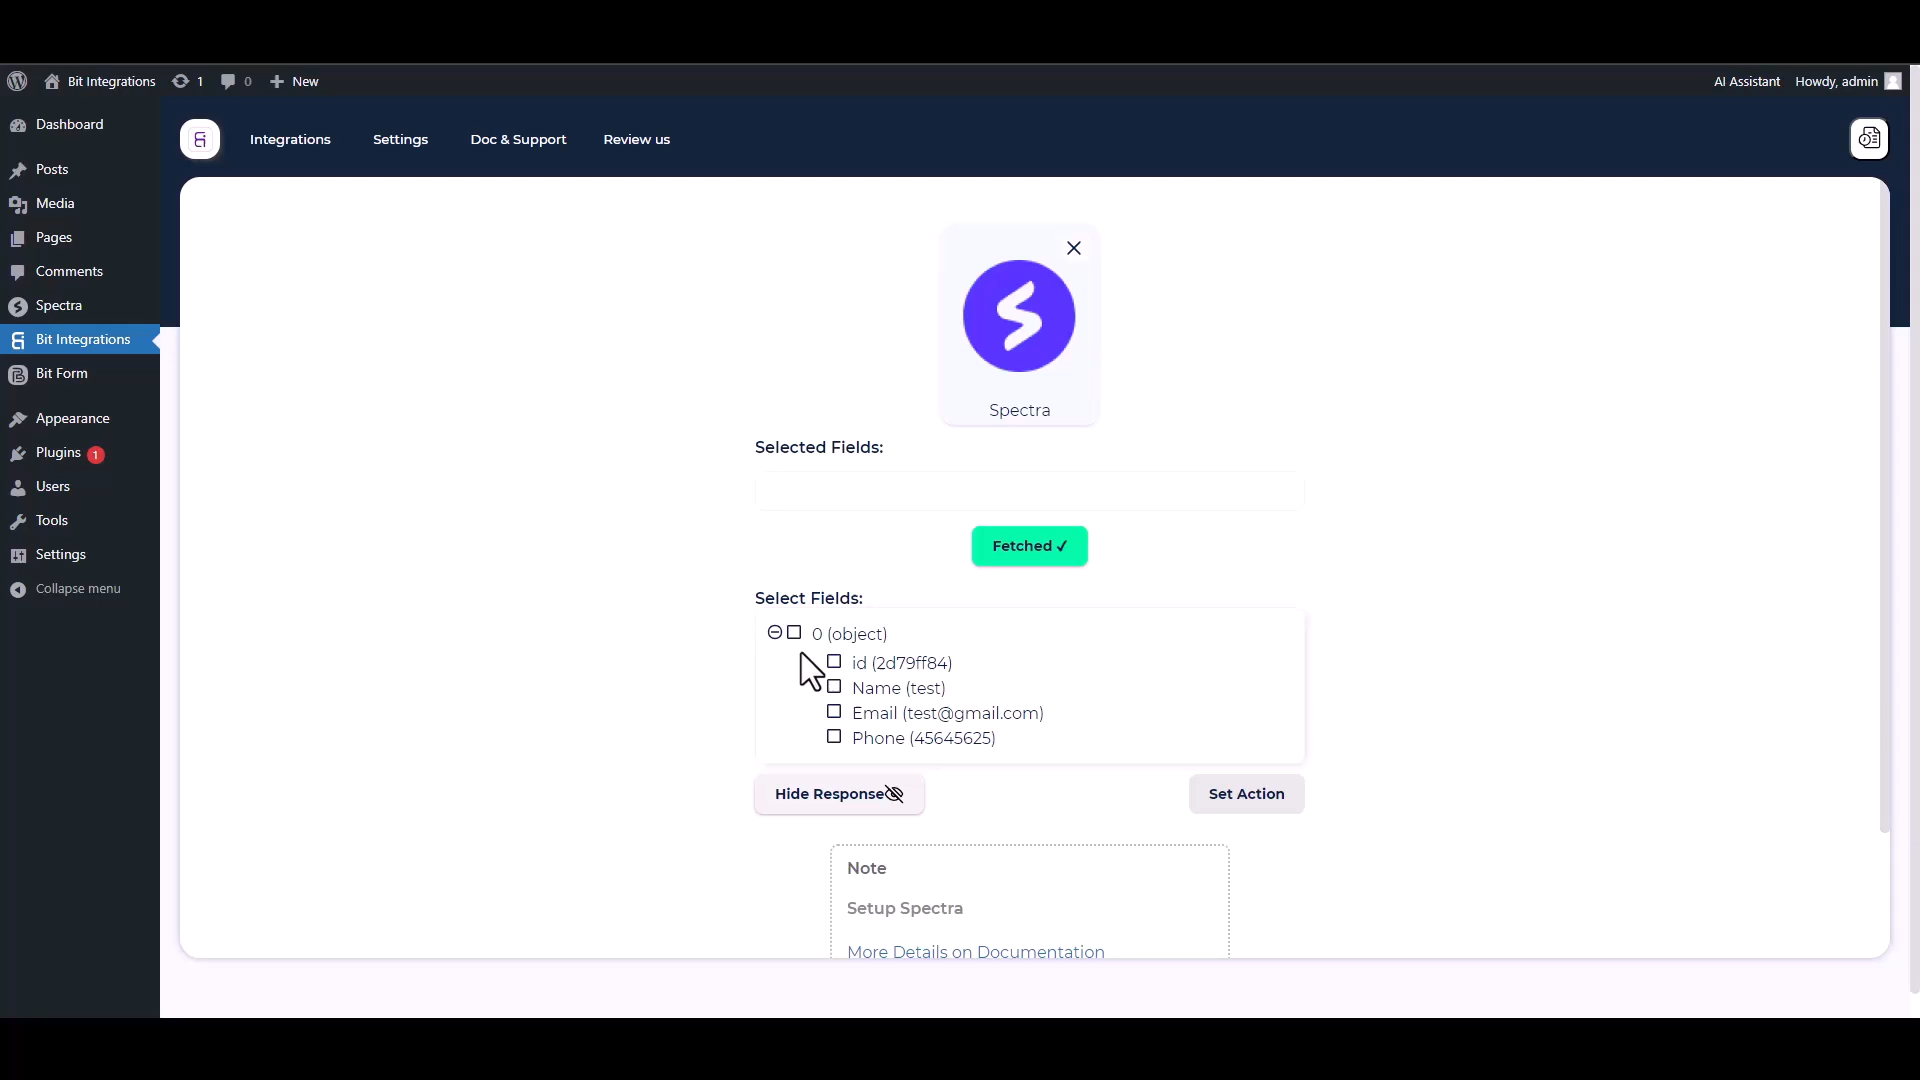 Bit Integrations 1 0 New AI Assistant Howdy, admin
Dashboard
Posts
Media
Pages
Comments
Spectra
Bit Integrations
Bit Form
Appearance
Plugins 1
Users
Tools
Settings
Collapse menu
Integrations Settings Doc & Support Review us
Spectra
Selected Fields:
Fetched ✓
Select Fields:
0 (object)
id (2d79ff84)
Name (test)
Email (test@gmail.com)
Phone (45645625)
Hide Response Set Action
Note
Setup Spectra
More Details on Documentation